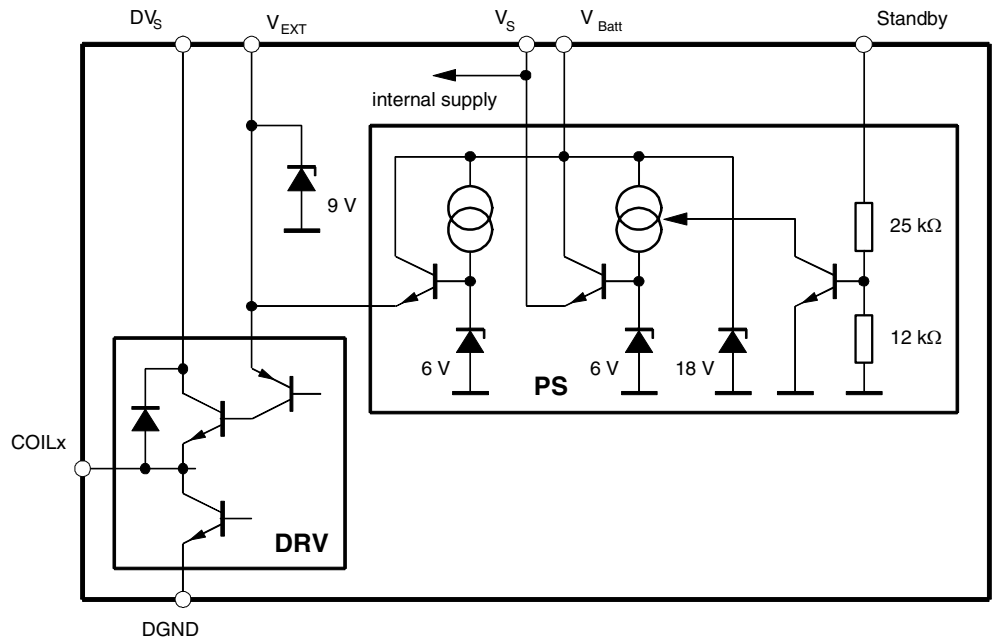 DVS
VEXT
VS
VBatt
Standby
internal supply
9 V
25 kΩ
12 kΩ
6 V
6 V
18 V
PS
COILx
DRV
DGND